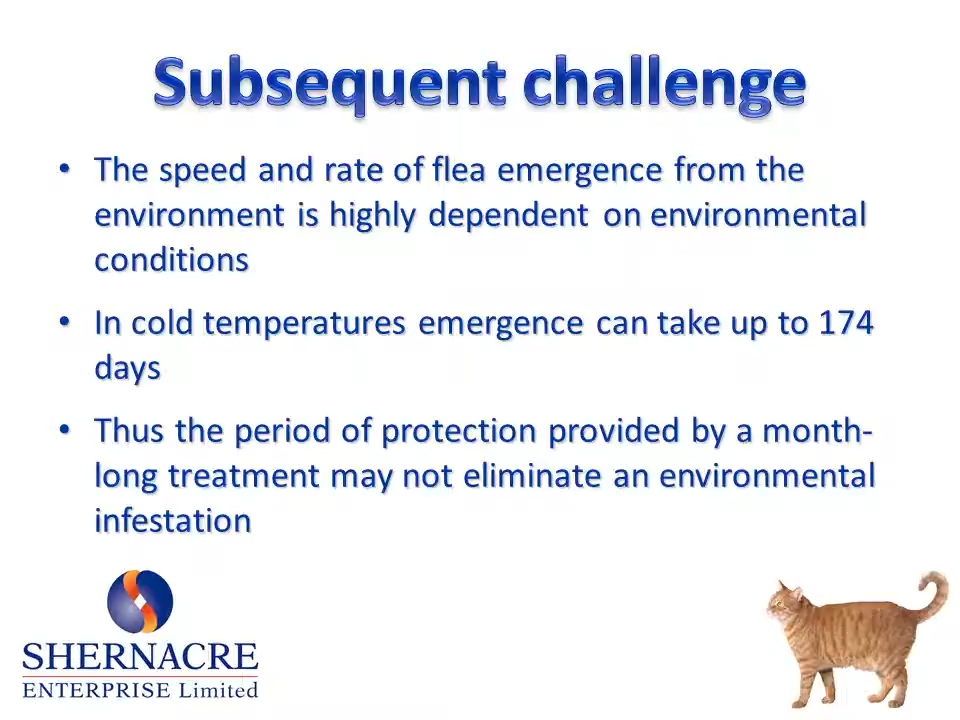 Subsequent challenge
• The speed and rate of flea emergence from the
environment is highly dependent on environmental
conditions
• In cold temperatures emergence can take up to 174
days
• Thus the period of protection provided by a month-
long treatment may not eliminate an environmental
infestation
SHERNACRE
ENTERPRISE Limited